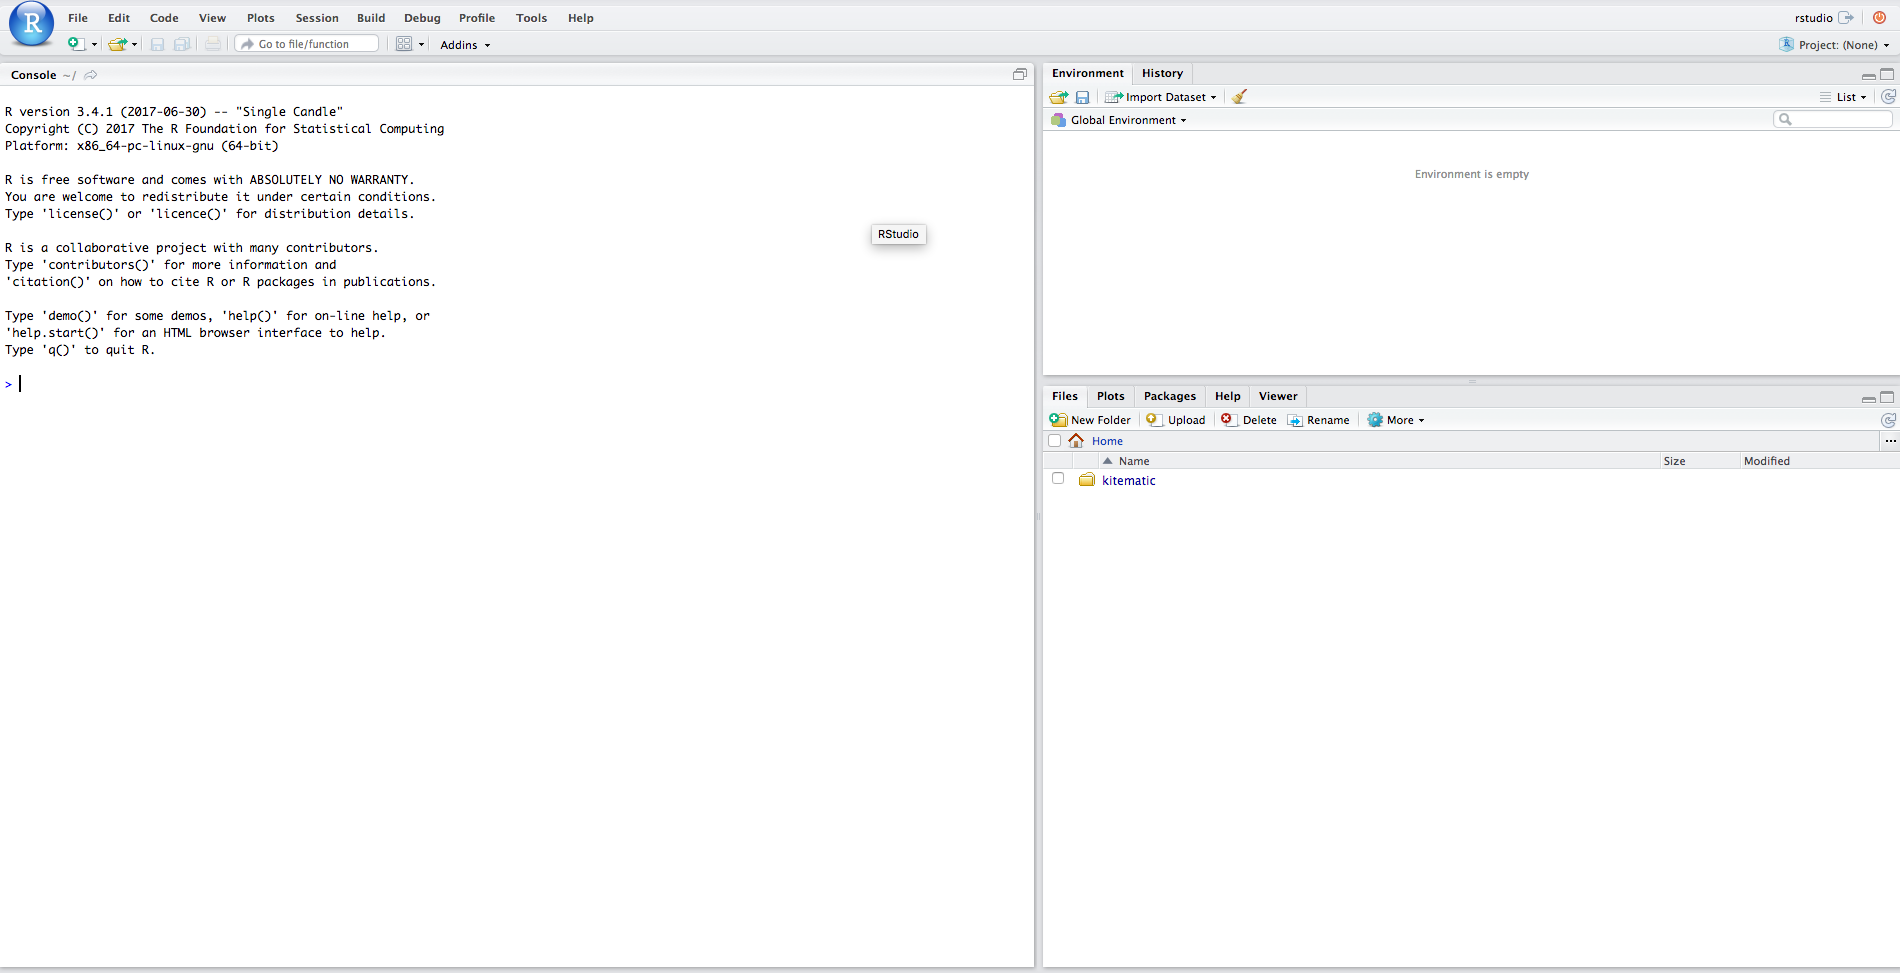 R
File Edit Code View Plots Session Build Debug Profile Tools Help
rstudio
Go to file/function
Addins
R Project: (None)
Console ~/
R version 3.4.1 (2017-06-30) -- "Single Candle"
Copyright (C) 2017 The R Foundation for Statistical Computing
Platform: x86_64-pc-linux-gnu (64-bit)
R is free software and comes with ABSOLUTELY NO WARRANTY.
You are welcome to redistribute it under certain conditions.
Type 'license()' or 'licence()' for distribution details.
R is a collaborative project with many contributors.
Type 'contributors()' for more information and
'citation()' on how to cite R or R packages in publications.
Type 'demo()' for some demos, 'help()' for on-line help, or
'help.start()' for an HTML browser interface to help.
Type 'q()' to quit R.
>
RStudio
Environment History
Import Dataset
List
Global Environment
Environment is empty
Files Plots Packages Help Viewer
New Folder Upload Delete Rename More
Home
...
Name Size Modified
kitematic